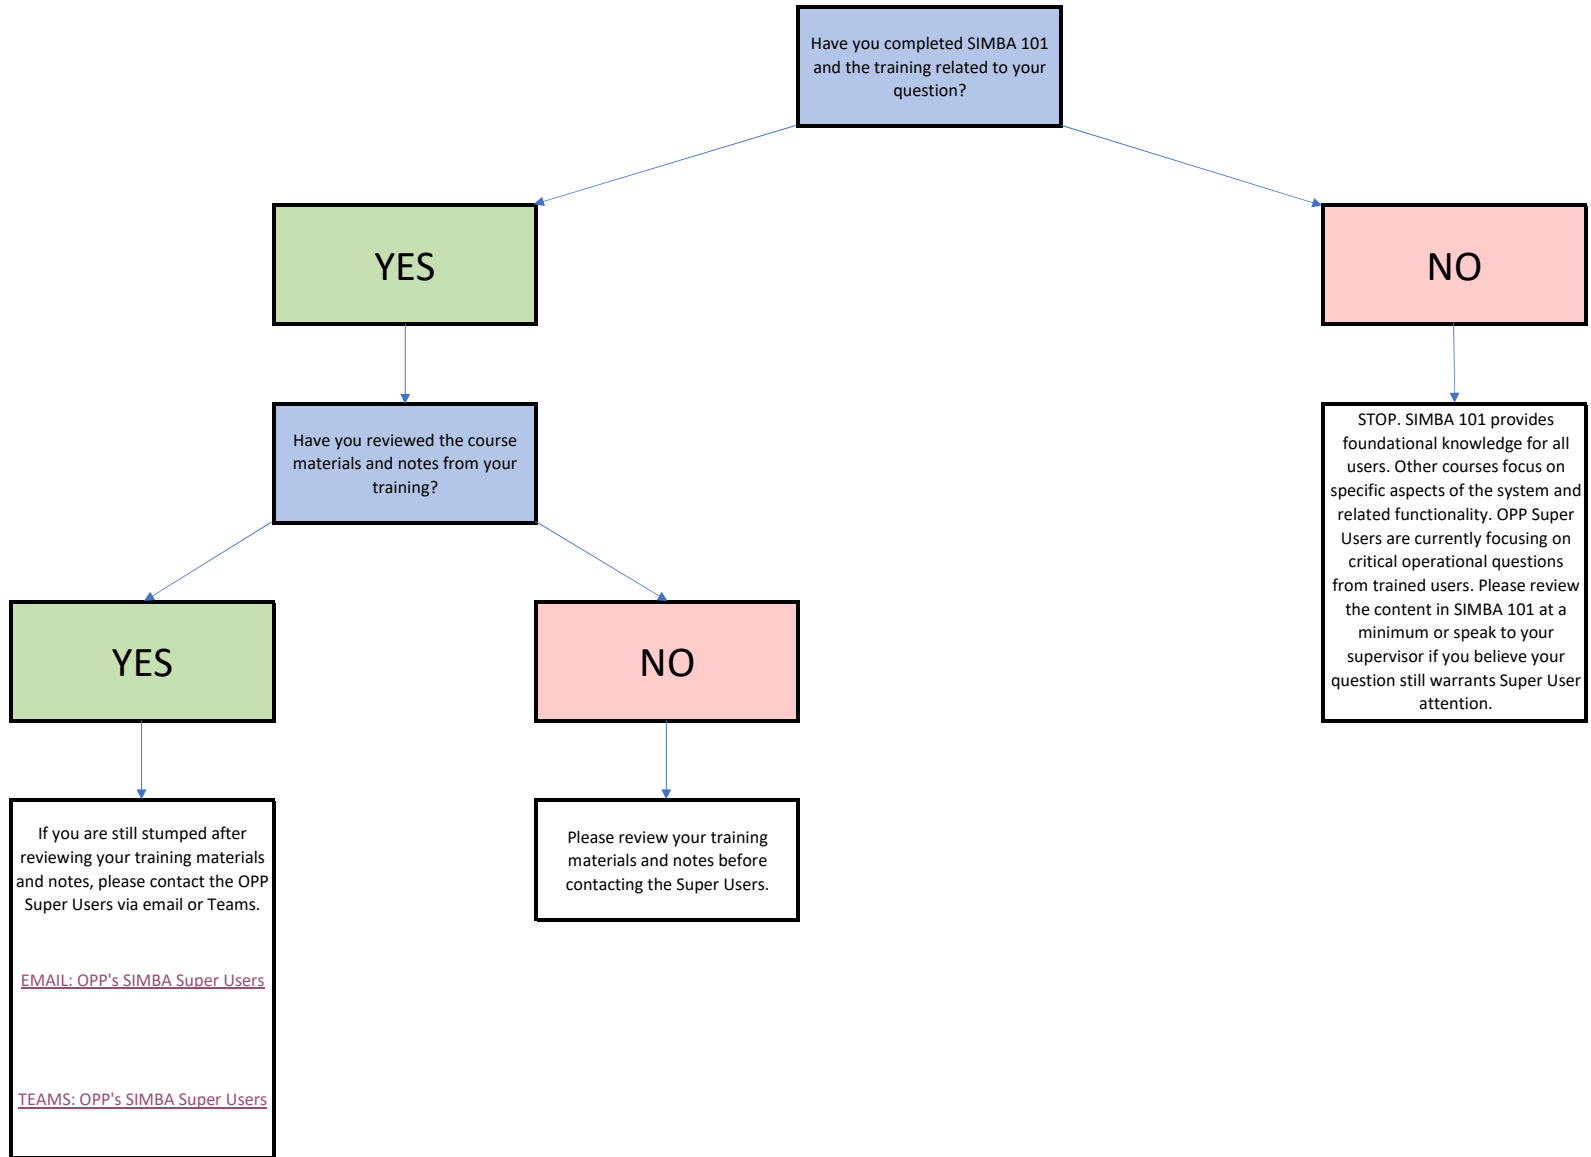 Have you completed SIMBA 101
and the training related to your
question?
YES
NO
Have you reviewed the course
materials and notes from your
training?
STOP. SIMBA 101 provides
foundational knowledge for all
users. Other courses focus on
specific aspects of the system and
related functionality. OPP Super
Users are currently focusing on
critical operational questions
from trained users. Please review
the content in SIMBA 101 at a
minimum or speak to your
supervisor if you believe your
question still warrants Super User
attention.
YES
NO
If you are still stumped after
reviewing your training materials
and notes, please contact the OPP
Super Users via email or Teams.
EMAIL: OPP's SIMBA Super Users
TEAMS: OPP's SIMBA Super Users
Please review your training
materials and notes before
contacting the Super Users.